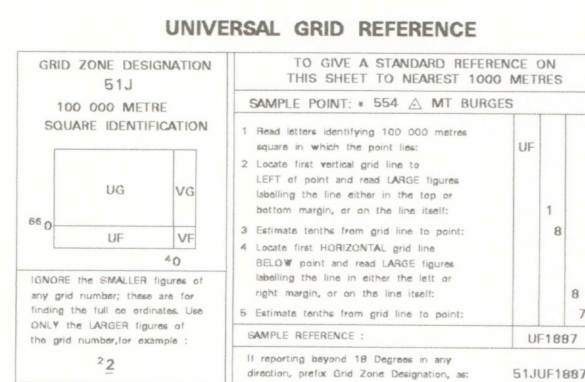 UNIVERSAL GRID REFERENCE
GRID ZONE DESIGNATION
51J
100 000 METRE
SQUARE IDENTIFICATION
UG VG
66 0
UF VF
40
IGNORE the SMALLER figures of
any grid number; these are for
finding the full co ordinates. Use
ONLY the LARGER figures of
the grid number,for example :
22
TO GIVE A STANDARD REFERENCE ON
THIS SHEET TO NEAREST 1000 METRES
SAMPLE POINT: • 554 △ MT BURGES
1 Read letters identifying 100 000 metres
square in which the point lies: UF
2 Locate first vertical grid line to
LEFT of point and read LARGE figures
labelling the line either in the top or
bottom margin, or on the line itself: 1
3 Estimate tenths from grid line to point: 8
4 Locate first HORIZONTAL grid line
BELOW point and read LARGE figures
labelling the line in either the left or
right margin, or on the line itself: 8
5 Estimate tenths from grid line to point: 7
SAMPLE REFERENCE : UF1887
If reporting beyond 18 Degrees in any
direction, prefix Grid Zone Designation, as: 51JUF1887